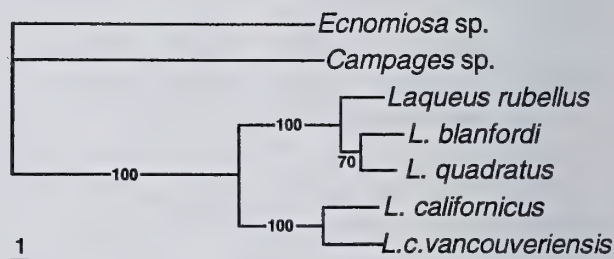 Ecnomiosa sp.
Campages sp.
Laqueus rubellus
100
L. blanfordi
70
L. quadratus
100
L. californicus
100
L.c.vancouveriensis
1